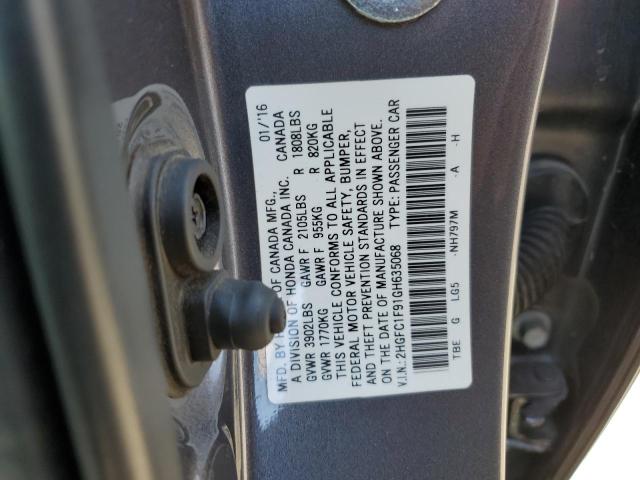 MFD. BY OF CANADA MFG., 01/'16
A DIVISION OF HONDA CANADA INC. CANADA
GVWR 3902LBS GAWR F 2105LBS R 1808LBS
GVWR 1770KG GAWR F 955KG R 820KG
THIS VEHICLE CONFORMS TO ALL APPLICABLE
FEDERAL MOTOR VEHICLE SAFETY, BUMPER,
AND THEFT PREVENTION STANDARDS IN EFFECT
ON THE DATE OF MANUFACTURE SHOWN ABOVE.
V.I.N.: 2HGFC1F91GH635068 TYPE: PASSENGER CAR
TBE G LG5 -NH797M -A -H